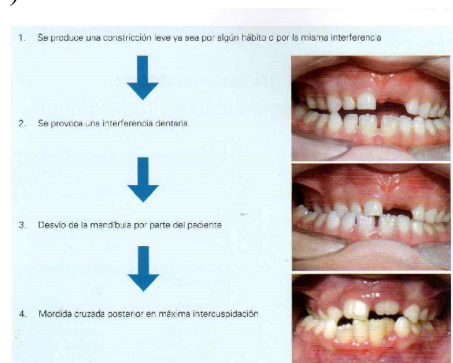 )
1. Se produce una constricción leve ya sea por algún hábito o por la misma interferencia
2. Se provoca una interferencia dentaria
3. Desvío de la mandíbula por parte del paciente
4. Mordida cruzada posterior en máxima intercuspidación